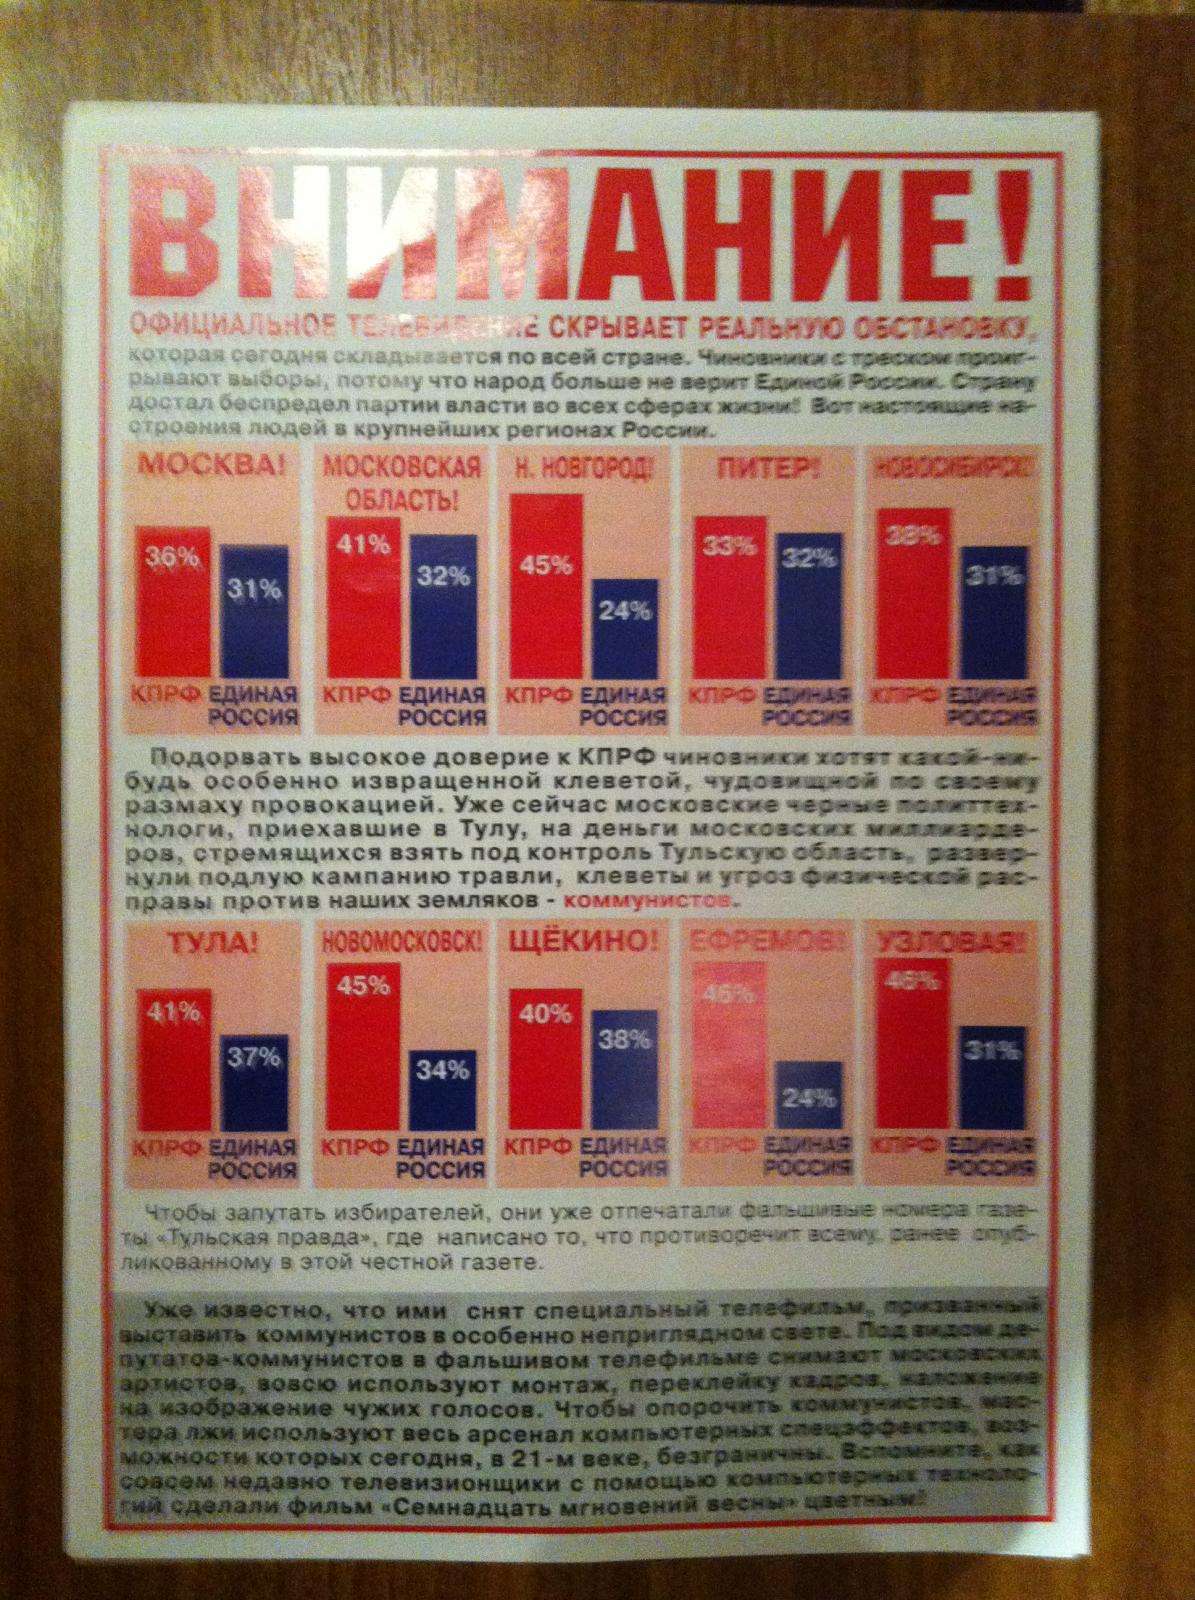 ВНИМАНИЕ!
ОФИЦИАЛЬНОЕ ТЕЛЕВИДЕНИЕ СКРЫВАЕТ РЕАЛЬНУЮ ОБСТАНОВКУ,
которая сегодня складывается по всей стране. Чиновники с треском проиг-
рывают выборы, потому что народ больше не верит Единой России. Страну
достал беспредел партии власти во всех сферах жизни! Вот настоящие на-
строения людей в крупнейших регионах России.
МОСКВА! МОСКОВСКАЯ Н. НОВГОРОД! ПИТЕР! НОВОСИБИРСК!
ОБЛАСТЬ!
36% 31% 41% 32% 45% 24% 33% 32% 38% 31%
КПРФ ЕДИНАЯ КПРФ ЕДИНАЯ КПРФ ЕДИНАЯ КПРФ ЕДИНАЯ КПРФ ЕДИНАЯ
РОССИЯ РОССИЯ РОССИЯ РОССИЯ РОССИЯ
Подорвать высокое доверие к КПРФ чиновники хотят какой-ни-
будь особенно извращенной клеветой, чудовищной по своему
размаху провокацией. Уже сейчас московские черные политтех-
нологи, приехавшие в Тулу, на деньги московских миллиарде-
ров, стремящихся взять под контроль Тульскую область, развер-
нули подлую кампанию травли, клеветы и угроз физической рас-
правы против наших земляков - коммунистов.
ТУЛА! НОВОМОСКОВСК! ЩЁКИНО! ЕФРЕМОВ! УЗЛОВАЯ!
41% 37% 45% 34% 40% 38% 46% 24% 46% 31%
КПРФ ЕДИНАЯ КПРФ ЕДИНАЯ КПРФ ЕДИНАЯ КПРФ ЕДИНАЯ КПРФ ЕДИНАЯ
РОССИЯ РОССИЯ РОССИЯ РОССИЯ РОССИЯ
Чтобы запутать избирателей, они уже отпечатали фальшивые номера газе-
ты «Тульская правда», где написано то, что противоречит всему, ранее опуб-
ликованному в этой честной газете.
Уже известно, что ими снят специальный телефильм, призванный
выставить коммунистов в особенно неприглядном свете. Под видом де-
путатов-коммунистов в фальшивом телефильме снимают московских
артистов, вовсю используют монтаж, переклейку кадров, наложение
на изображение чужих голосов. Чтобы опорочить коммунистов, мас-
тера лжи используют весь арсенал компьютерных спецэффектов, воз-
можности которых сегодня, в 21-м веке, безграничны. Вспомните, как
совсем недавно телевизионщики с помощью компьютерных техноло-
гий сделали фильм «Семнадцать мгновений весны» цветным!